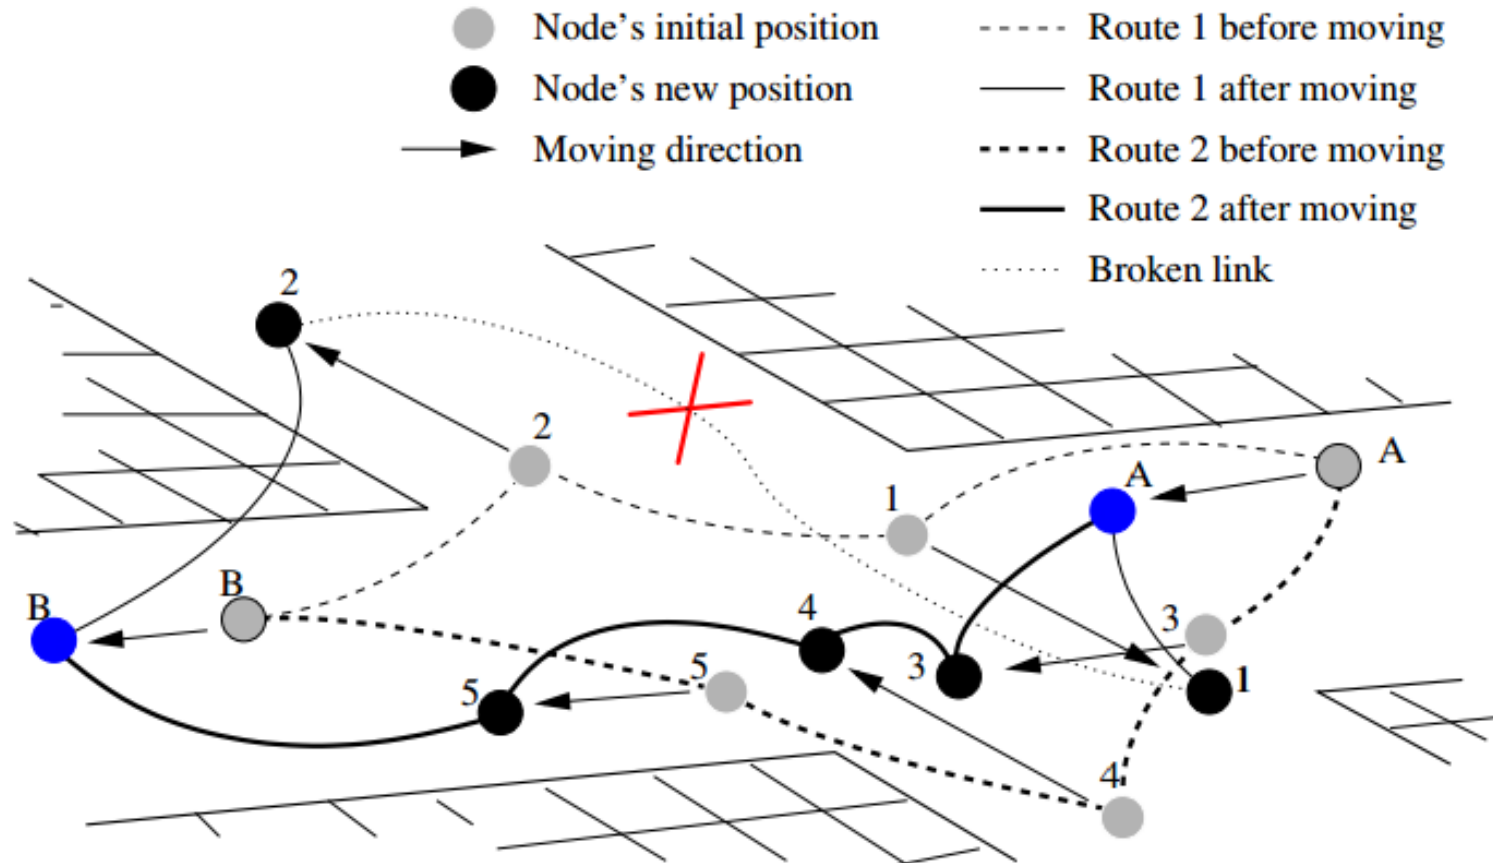 Node's initial position
Node's new position
Moving direction
Route 1 before moving
Route 1 after moving
Route 2 before moving
Route 2 after moving
Broken link
2
2
A
A
1
B
B
4
3
3
5
5
1
4